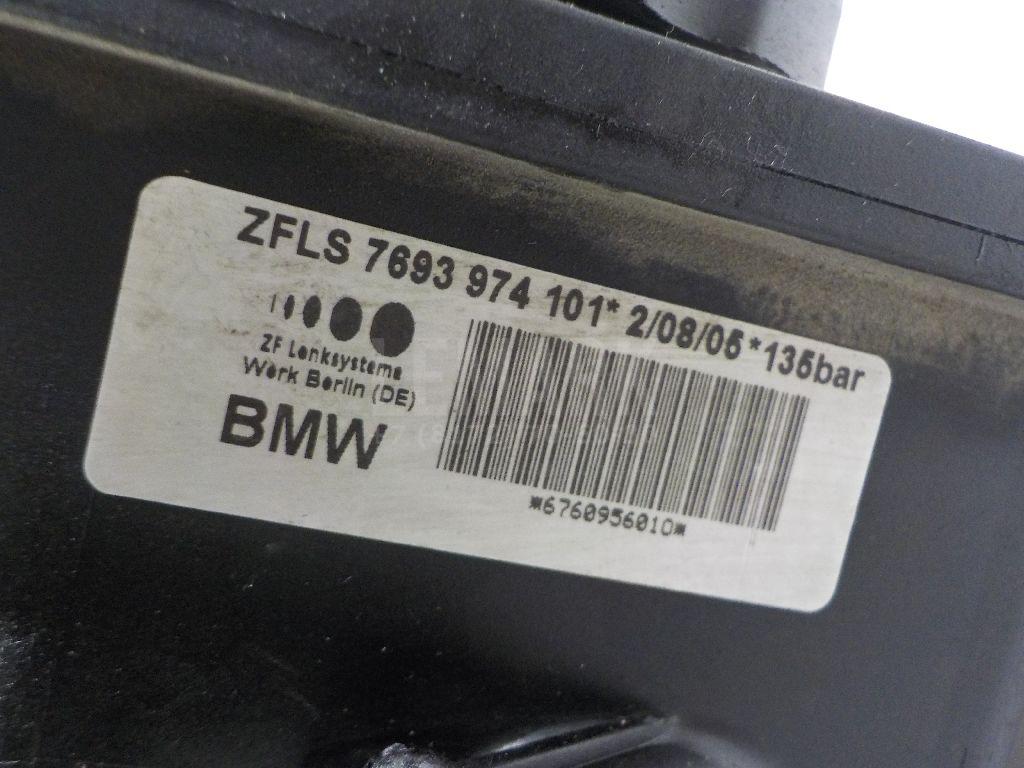 ZFLS 7693 974 101* 2/08/05*135bar
ZF Lenksysteme
Werk Berlin (DE)
BMW
*6760956010*